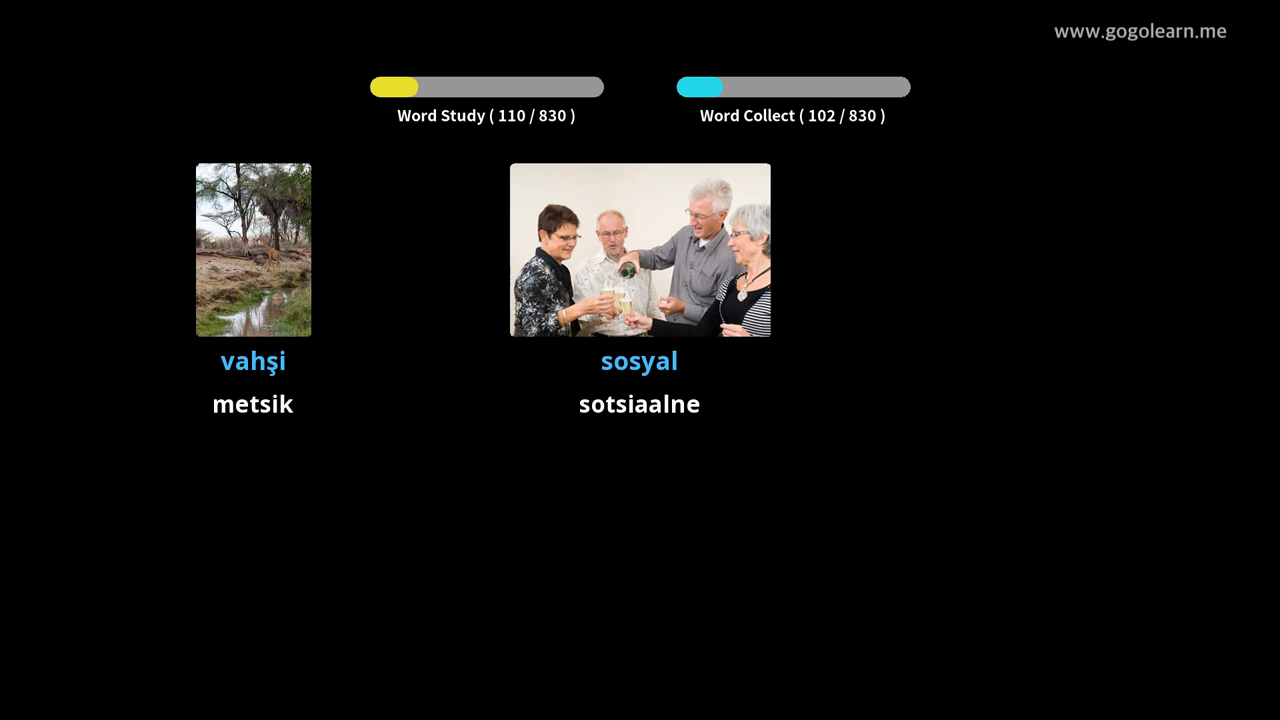 www.gogolearn.me
Word Study ( 110 / 830 )
Word Collect ( 102 / 830 )
vahşi
metsik
sosyal
sotsiaalne